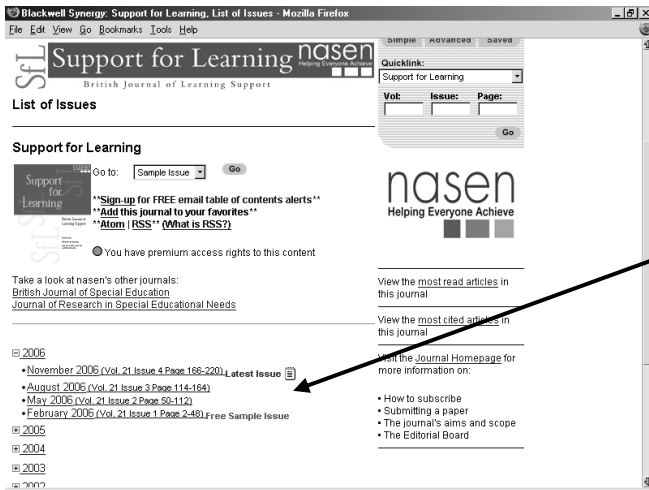 Blackwell Synergy: Support for Learning, List of Issues - Mozilla Firefox
File Edit View Go Bookmarks Tools Help
SfL
Support for Learning
British Journal of Learning Support
nasen
Helping Everyone Achieve
List of Issues
Support for Learning
Support for Learning
SfL
Go to: Sample Issue Go
**Sign-up for FREE email table of contents alerts**
**Add this journal to your favorites**
**Atom | RSS** (What is RSS?)
You have premium access rights to this content
Take a look at nasen's other journals:
British Journal of Special Education
Journal of Research in Special Educational Needs
2006
•November 2006 (Vol. 21 Issue 4 Page 166-220) Latest Issue
•August 2006 (Vol. 21 Issue 3 Page 114-164)
•May 2006 (Vol. 21 Issue 2 Page 50-112)
•February 2006 (Vol. 21 Issue 1 Page 2-48) Free Sample Issue
2005
2004
2003
2002
Simple Advanced Saved
Quicklink:
Support for Learning
Vol: Issue: Page:
Go
nasen
Helping Everyone Achieve
View the most read articles in
this journal
View the most cited articles in
this journal
Visit the Journal Homepage for
more information on:
• How to subscribe
• Submitting a paper
• The journal's aims and scope
• The Editorial Board